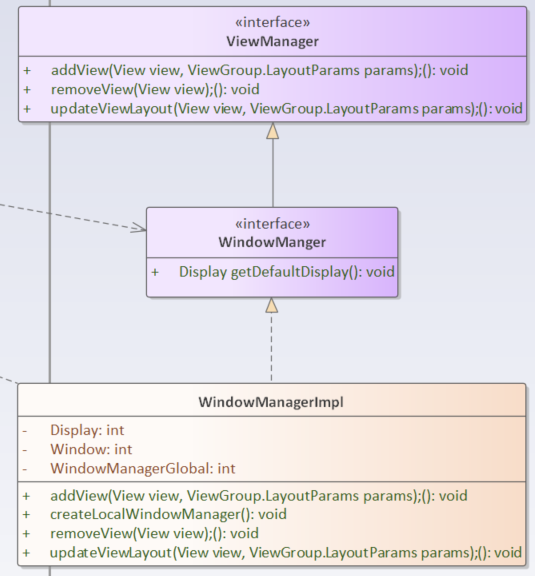 «interface»
ViewManager
+ addView(View view, ViewGroup.LayoutParams params);(): void
+ removeView(View view);(): void
+ updateViewLayout(View view, ViewGroup.LayoutParams params);(): void
«interface»
WindowManger
+ Display getDefaultDisplay(): void
WindowManagerImpl
- Display: int
- Window: int
- WindowManagerGlobal: int
+ addView(View view, ViewGroup.LayoutParams params);(): void
+ createLocalWindowManager(): void
+ removeView(View view);(): void
+ updateViewLayout(View view, ViewGroup.LayoutParams params);(): void